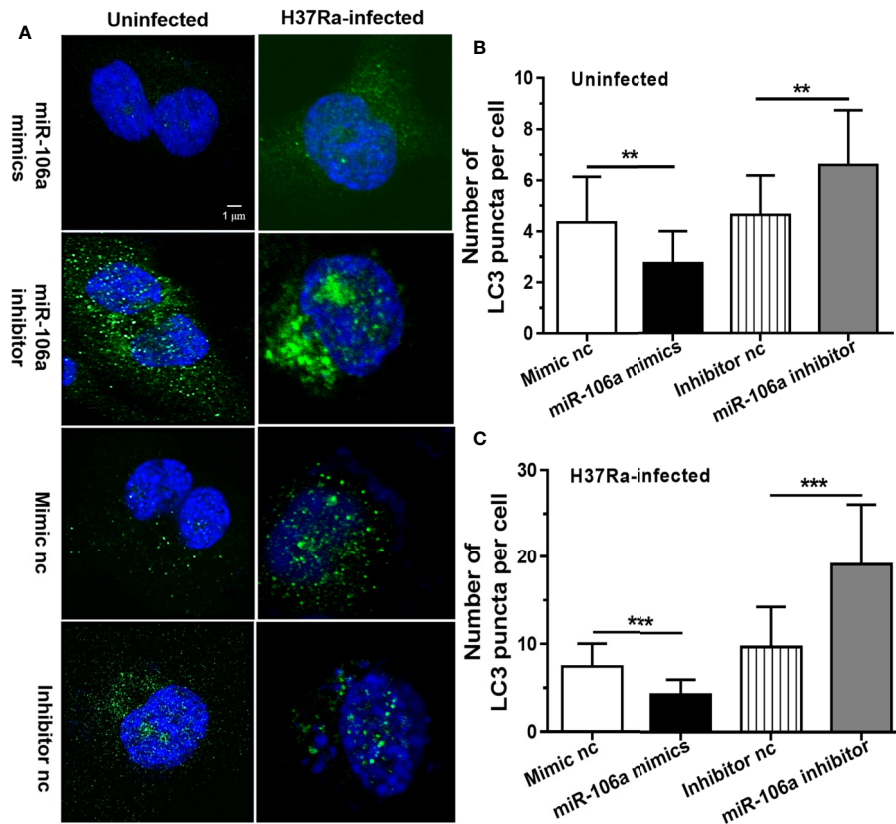 A
Uninfected
H37Ra-infected
miR-106a
mimics
1 μm
miR-106a
inhibitor
Mimic nc
Inhibitor nc
B
Number of
LC3 puncta per cell
10
8
6
4
2
0
Uninfected
**
**
Mimic nc
miR-106a mimics
Inhibitor nc
miR-106a inhibitor
C
Number of
LC3 puncta per cell
30
20
10
0
H37Ra-infected
***
***
Mimic nc
miR-106a mimics
Inhibitor nc
miR-106a inhibitor